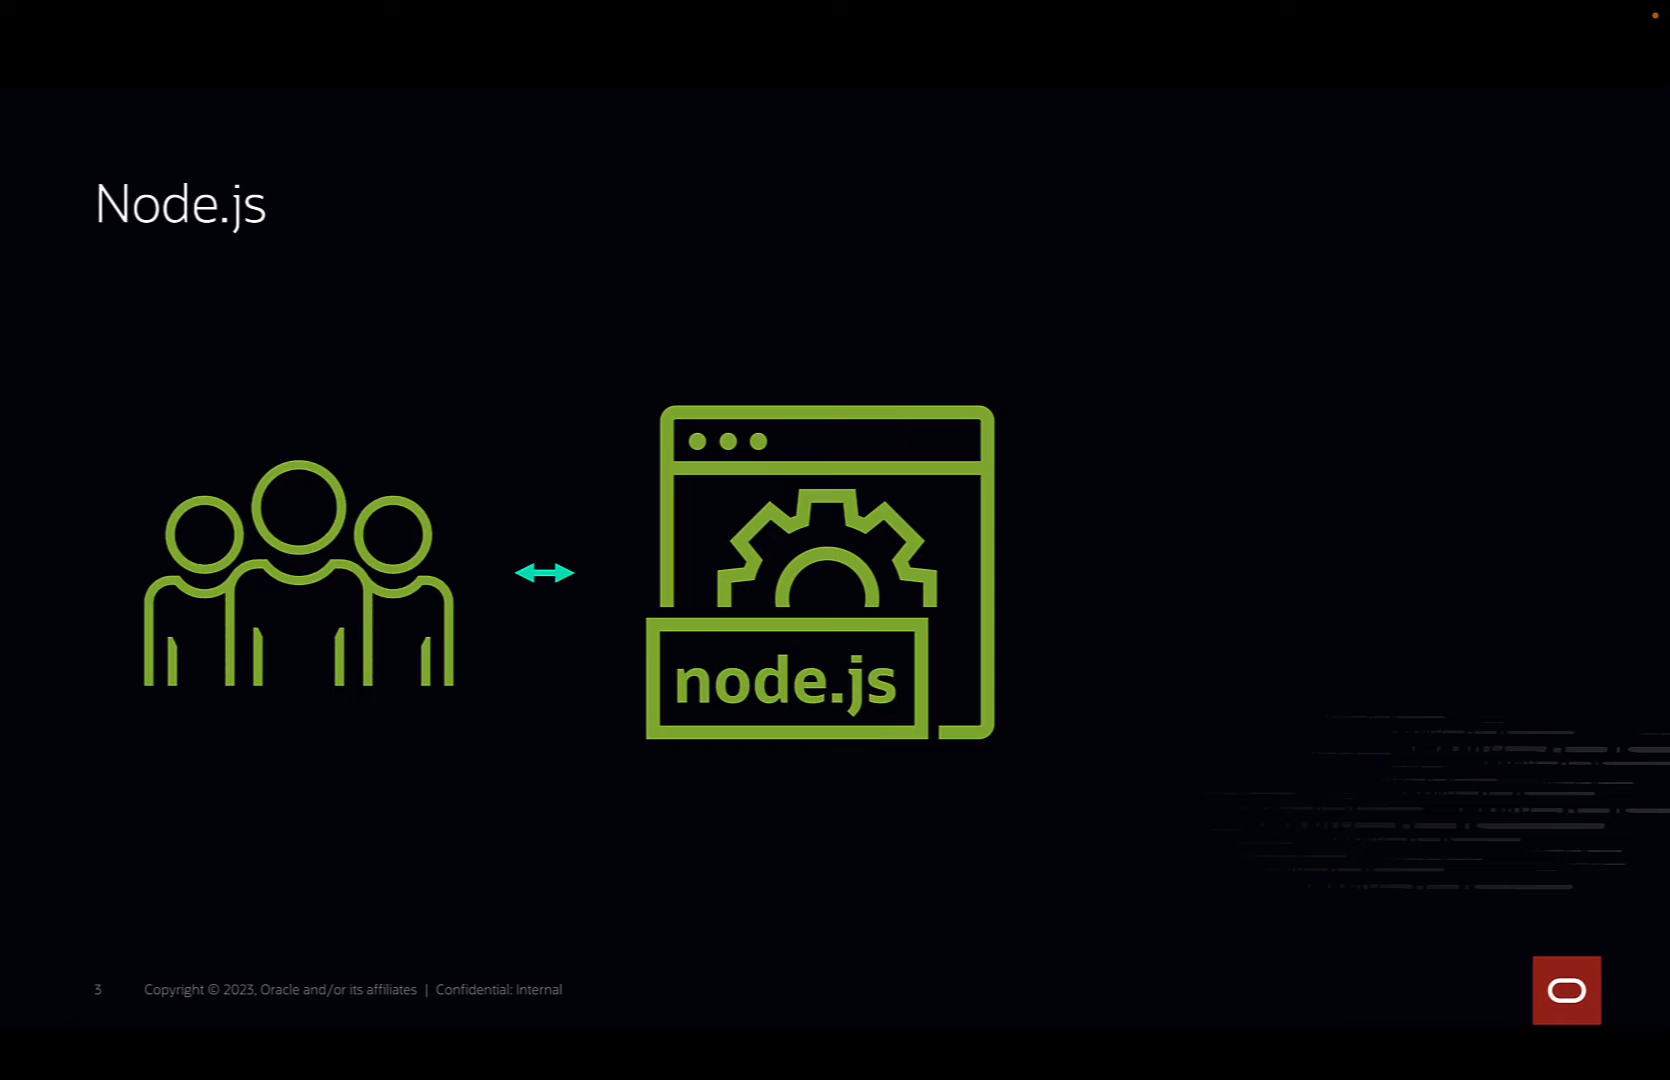 Node.js
node.js
3 Copyright © 2023, Oracle and/or its affiliates | Confidential: Internal